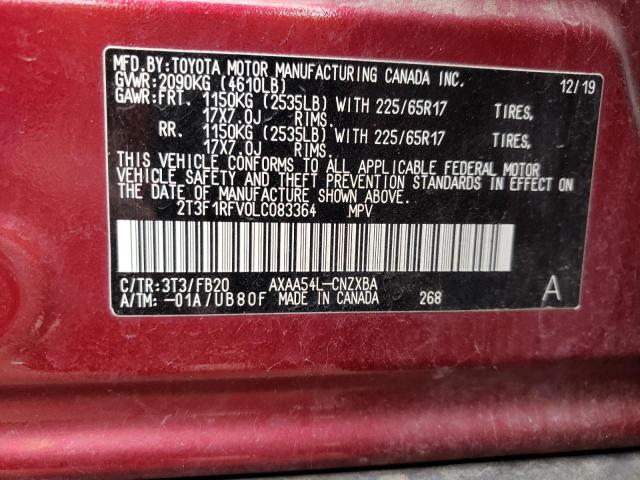 MFD.BY:TOYOTA MOTOR MANUFACTURING CANADA INC.
GVWR:2090KG (4610LB) 12/19
GAWR:FRT. 1150KG (2535LB) WITH 225/65R17 TIRES,
17X7.0J RIMS.
RR. 1150KG (2535LB) WITH 225/65R17 TIRES,
17X7.0J RIMS.
THIS VEHICLE CONFORMS TO ALL APPLICABLE FEDERAL MOTOR
VEHICLE SAFETY AND THEFT PREVENTION STANDARDS IN EFFECT ON
THE DATE OF MANUFACTURE SHOWN ABOVE.
2T3F1RFV0LC083364 MPV
C/TR:3T3/FB20 AXAA54L-CNZXBA
A/TM: -01A/UB80F MADE IN CANADA 268 A